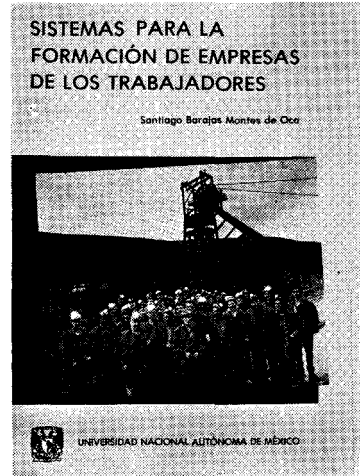 SISTEMAS PARA LA
FORMACIÓN DE EMPRESAS
DE LOS TRABAJADORES
Santiago Barajas Montes de Oca
UNIVERSIDAD NACIONAL AUTÓNOMA DE MÉXICO